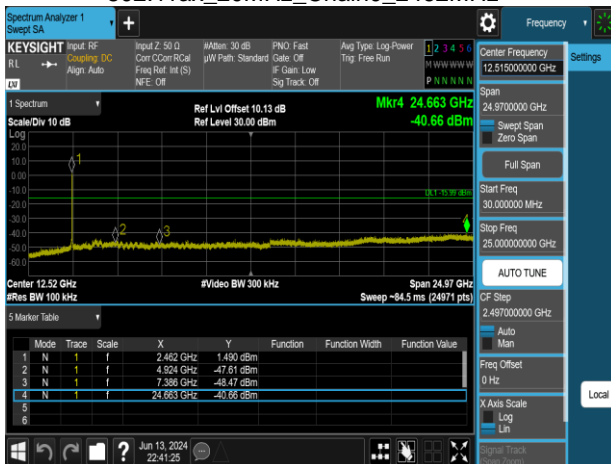 Spectrum Analyzer 1
Swept SA
+
Frequency
KEYSIGHT
RL
LXI
Input: RF
Coupling: DC
Align: Auto
Input Z: 50 Ω
Corr CCorr RCal
Freq Ref: Int (S)
NFE: Off
#Atten: 30 dB
µW Path: Standard
PNO: Fast
Gate: Off
IF Gain: Low
Sig Track: Off
Avg Type: Log-Power
Trig: Free Run
1 2 3 4 5 6
M W W W W W
P N N N N N
1 Spectrum
Scale/Div 10 dB
Log
Ref Lvl Offset 10.13 dB
Ref Level 30.00 dBm
Mkr4 24.663 GHz
-40.66 dBm
20.0
10.0
0.00
-10.0
-20.0
-30.0
-40.0
-50.0
-60.0
1
2
3
4
DL1 -15.99 dBm
Center 12.52 GHz
#Res BW 100 kHz
#Video BW 300 kHz
Span 24.97 GHz
Sweep ~84.5 ms (24971 pts)
5 Marker Table
Mode Trace Scale X Y Function Function Width Function Value
1 N 1 f 2.462 GHz 1.490 dBm
2 N 1 f 4.924 GHz -47.61 dBm
3 N 1 f 7.386 GHz -48.47 dBm
4 N 1 f 24.663 GHz -40.66 dBm
5
6
Jun 13, 2024
22:41:25
Center Frequency
12.515000000 GHz
Span
24.9700000 GHz
Swept Span
Zero Span
Full Span
Start Freq
30.000000 MHz
Stop Freq
25.000000000 GHz
AUTO TUNE
CF Step
2.497000000 GHz
Auto
Man
Freq Offset
0 Hz
X Axis Scale
Log
Lin
Signal Track
(Span Zoom)
Settings
Local